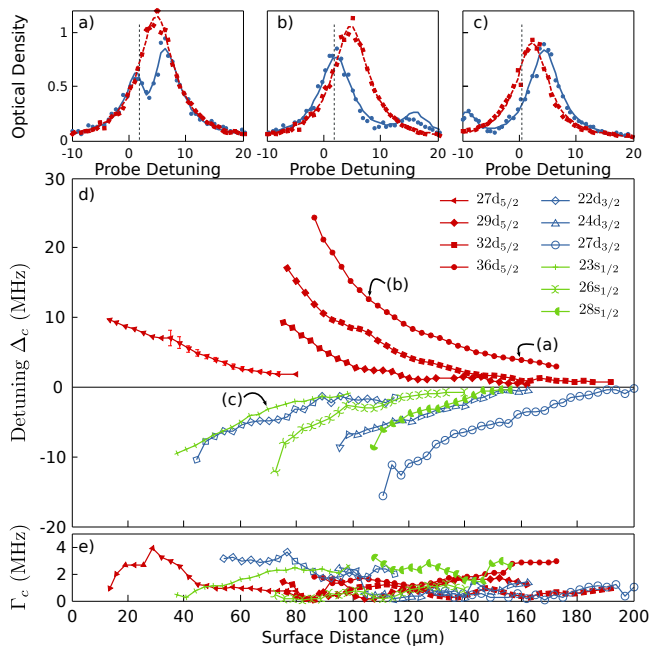 a)
b)
c)
Optical Density
1
0.5
0
-10 0 10 20
-10 0 10 20
-10 0 10 20
Probe Detuning
Probe Detuning
Probe Detuning
d)
30
20
10
0
-10
-20
Detuning Δc (MHz)
27d5/2
29d5/2
32d5/2
36d5/2
22d3/2
24d3/2
27d3/2
23s1/2
26s1/2
28s1/2
(b)
(a)
(c)
e)
4
2
0
Γc (MHz)
0 20 40 60 80 100 120 140 160 180 200
Surface Distance (μm)